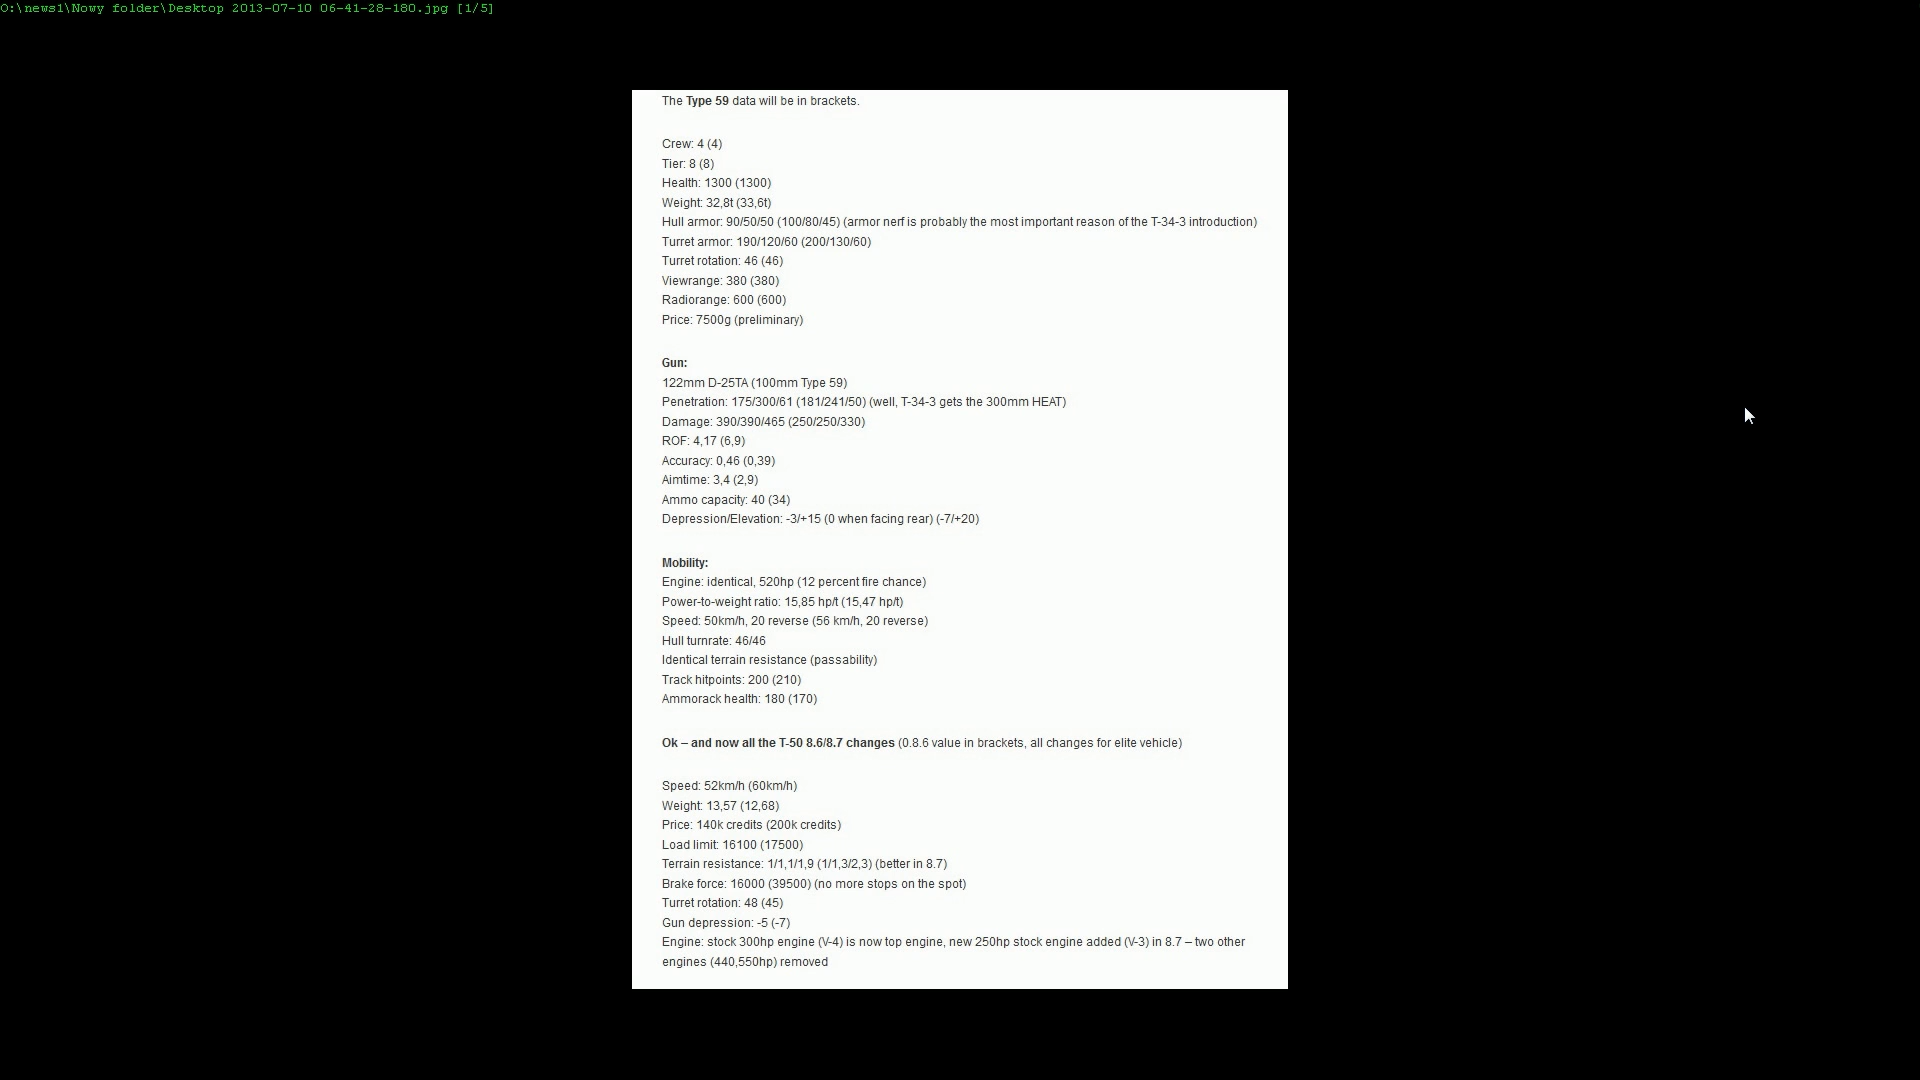 O:\news1\Nowy folder\Desktop 2013-07-10 06-41-28-180.jpg [1/5]
The Type 59 data will be in brackets.
Crew: 4 (4)
Tier: 8 (8)
Health: 1300 (1300)
Weight: 32,8t (33,6t)
Hull armor: 90/50/50 (100/80/45) (armor nerf is probably the most important reason of the T-34-3 introduction)
Turret armor: 190/120/60 (200/130/60)
Turret rotation: 46 (46)
Viewrange: 380 (380)
Radiorange: 600 (600)
Price: 7500g (preliminary)
Gun:
122mm D-25TA (100mm Type 59)
Penetration: 175/300/61 (181/241/50) (well, T-34-3 gets the 300mm HEAT)
Damage: 390/390/465 (250/250/330)
ROF: 4,17 (6,9)
Accuracy: 0,46 (0,39)
Aimtime: 3,4 (2,9)
Ammo capacity: 40 (34)
Depression/Elevation: -3/+15 (0 when facing rear) (-7/+20)
Mobility:
Engine: identical, 520hp (12 percent fire chance)
Power-to-weight ratio: 15,85 hp/t (15,47 hp/t)
Speed: 50km/h, 20 reverse (56 km/h, 20 reverse)
Hull turnrate: 46/46
Identical terrain resistance (passability)
Track hitpoints: 200 (210)
Ammorack health: 180 (170)
Ok – and now all the T-50 8.6/8.7 changes (0.8.6 value in brackets, all changes for elite vehicle)
Speed: 52km/h (60km/h)
Weight: 13,57 (12,68)
Price: 140k credits (200k credits)
Load limit: 16100 (17500)
Terrain resistance: 1/1,1/1,9 (1/1,3/2,3) (better in 8.7)
Brake force: 16000 (39500) (no more stops on the spot)
Turret rotation: 48 (45)
Gun depression: -5 (-7)
Engine: stock 300hp engine (V-4) is now top engine, new 250hp stock engine added (V-3) in 8.7 – two other
engines (440,550hp) removed